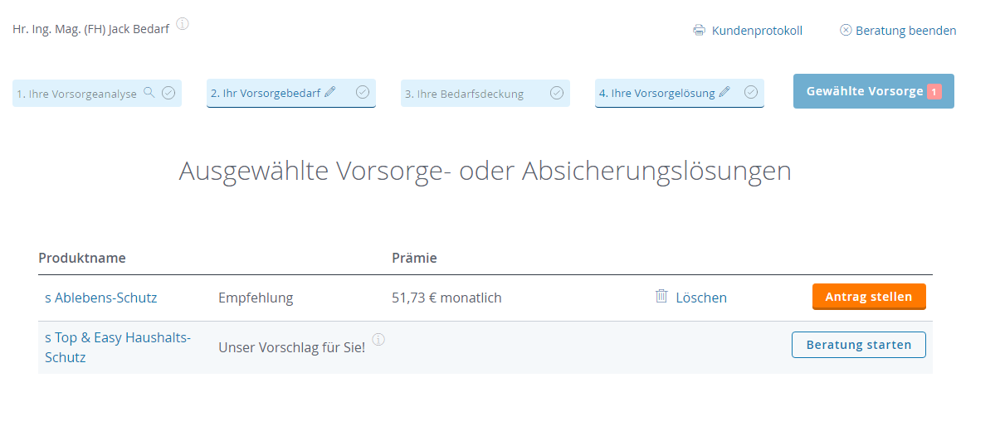 Hr. Ing. Mag. (FH) Jack Bedarf
Kundenprotokoll
Beratung beenden
1. Ihre Vorsorgeanalyse
2. Ihr Vorsorgebedarf
3. Ihre Bedarfsdeckung
4. Ihre Vorsorgelösung
Gewählte Vorsorge 1
Ausgewählte Vorsorge- oder Absicherungslösungen
Produktname Prämie
s Ablebens-Schutz Empfehlung 51,73 € monatlich Löschen Antrag stellen
s Top & Easy Haushalts-
Schutz
Unser Vorschlag für Sie!
Beratung starten